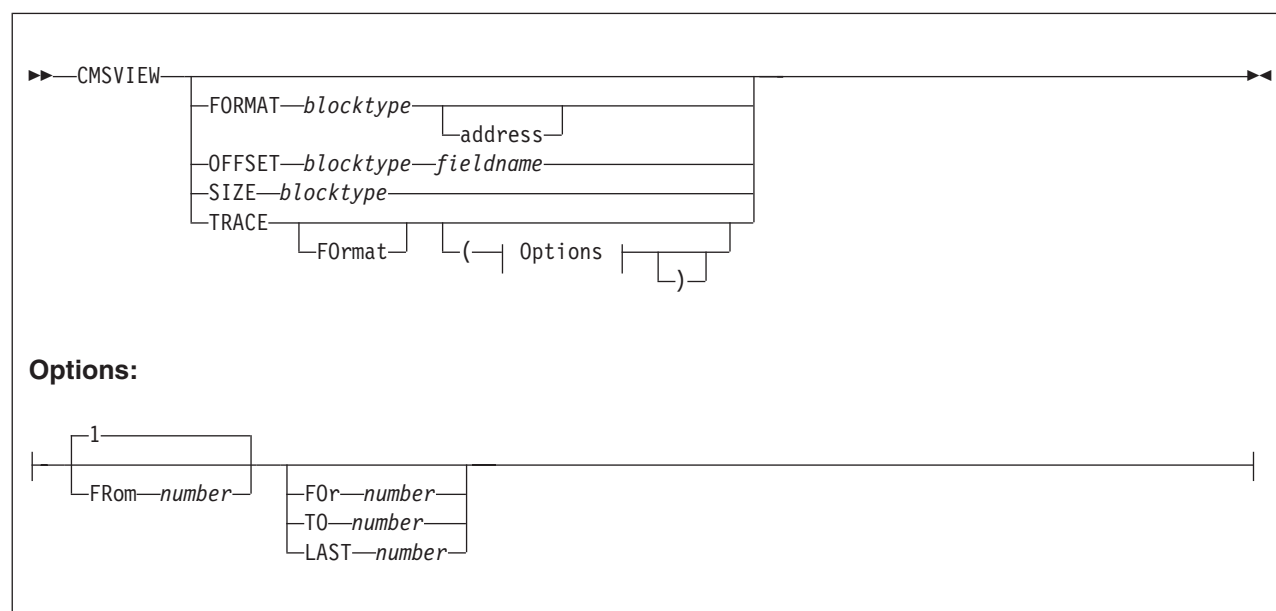 CMSVIEW
FORMAT blocktype
address
OFFSET blocktype fieldname
SIZE blocktype
TRACE
FOrmat ( Options )
Options:
1
FRom number
FOr number
TO number
LAST number